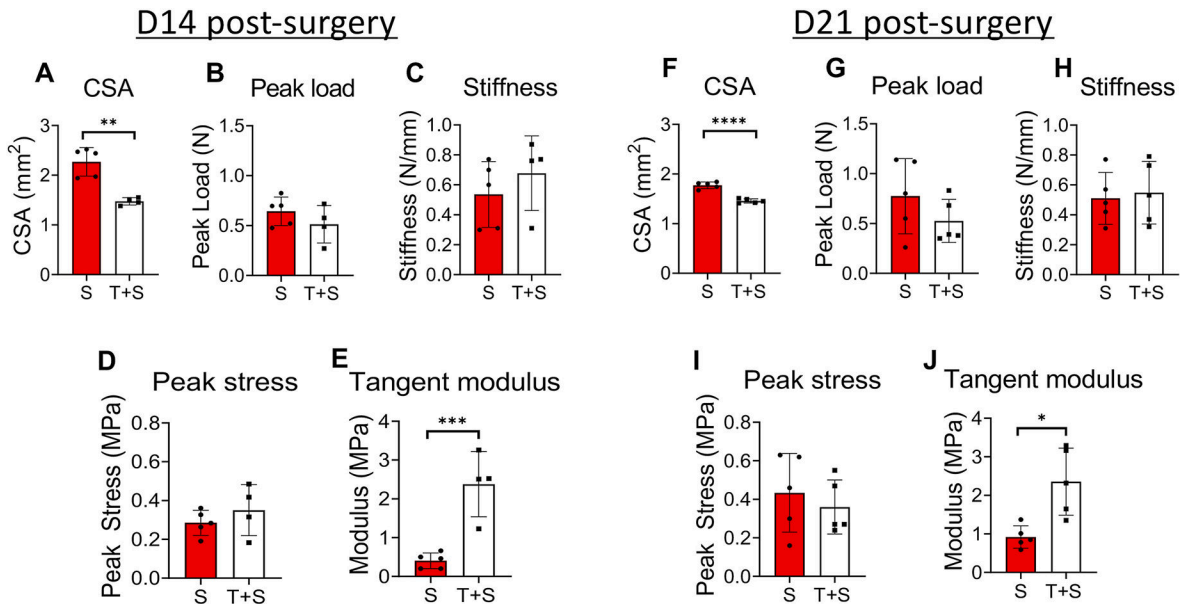 D14 post-surgery
D21 post-surgery
A
CSA
CSA (mm²)
3
2
1
0
**
S
T+S
B
Peak load
Peak Load (N)
1.5
1.0
0.5
0.0
S
T+S
C
Stiffness
Stiffness (N/mm)
1.0
0.8
0.6
0.4
0.2
0.0
S
T+S
F
CSA
CSA (mm²)
3
2
1
0
****
S
T+S
G
Peak load
Peak Load (N)
1.5
1.0
0.5
0.0
S
T+S
H
Stiffness
Stiffness (N/mm)
1.0
0.8
0.6
0.4
0.2
0.0
S
T+S
D
Peak stress
Peak Stress (MPa)
0.8
0.6
0.4
0.2
0.0
S
T+S
E
Tangent modulus
Modulus (MPa)
4
3
2
1
0
***
S
T+S
I
Peak stress
Peak Stress (MPa)
0.8
0.6
0.4
0.2
0.0
S
T+S
J
Tangent modulus
Modulus (MPa)
4
3
2
1
0
*
S
T+S